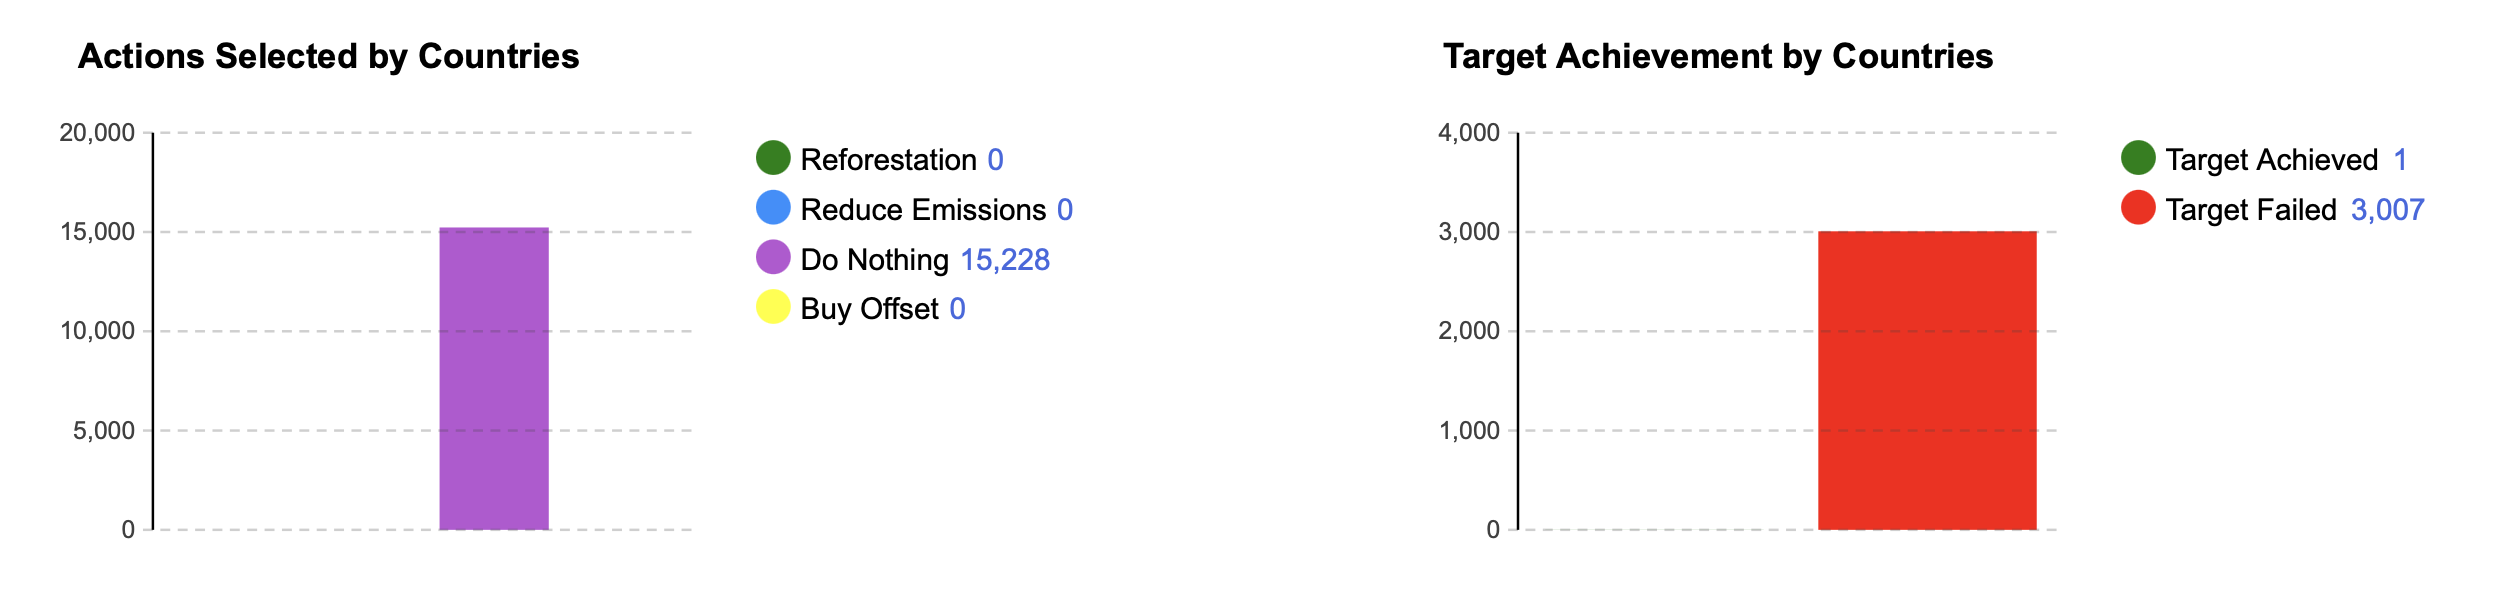 Actions Selected by Countries
20,000
15,000
10,000
5,000
0
Reforestation 0
Reduce Emissions 0
Do Nothing 15,228
Buy Offset 0
Target Achievement by Countries
4,000
3,000
2,000
1,000
0
Target Achieved 1
Target Failed 3,007